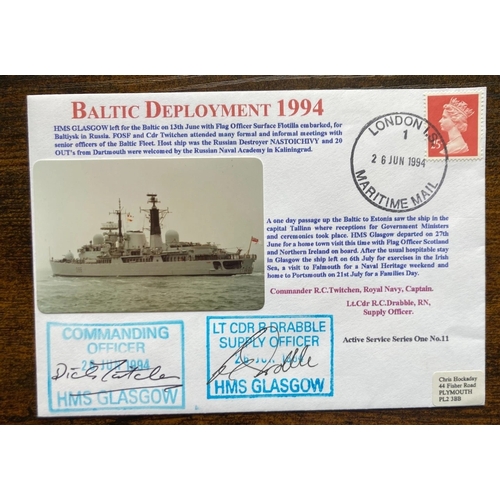 BALTIC DEPLOYMENT 1994
HMS GLASGOW left for the Baltic on 13th June with Flag Officer Surface Flotilla embarked, for
Baltiysk in Russia. FOSF and Cdr Twitchen attended many formal and informal meetings with
senior officers of the Baltic Fleet. Host ship was the Russian Destroyer NASTOICHIVY and 20
OUT's from Dartmouth were welcomed by the Russian Naval Academy in Kaliningrad.
LONDON I.S.
1
26 JUN 1994
MARITIME MAIL
A one day passage up the Baltic to Estonia saw the ship in the
capital Tallinn where receptions for Government Ministers
and ceremonies took place. HMS Glasgow departed on 27th
June for a home town visit this time with Flag Officer Scotland
and Northern Ireland on board. After the usual hospitable stay
in Glasgow the ship left on 6th July for exercises in the Irish
Sea, a visit to Falmouth for a Naval Heritage weekend and
home to Portsmouth on 21st July for a Families Day.
Commander R.C.Twitchen, Royal Navy, Captain.
Lt.Cdr R.C.Drabble, RN,
Supply Officer.
Active Service Series One No.11
COMMANDING
OFFICER
JUN 1994
HMS GLASGOW
LT CDR R DRABBLE
SUPPLY OFFICER
JUN
HMS GLASGOW
Chris Hockaday
44 Fisher Road
PLYMOUTH
PL2 3BB